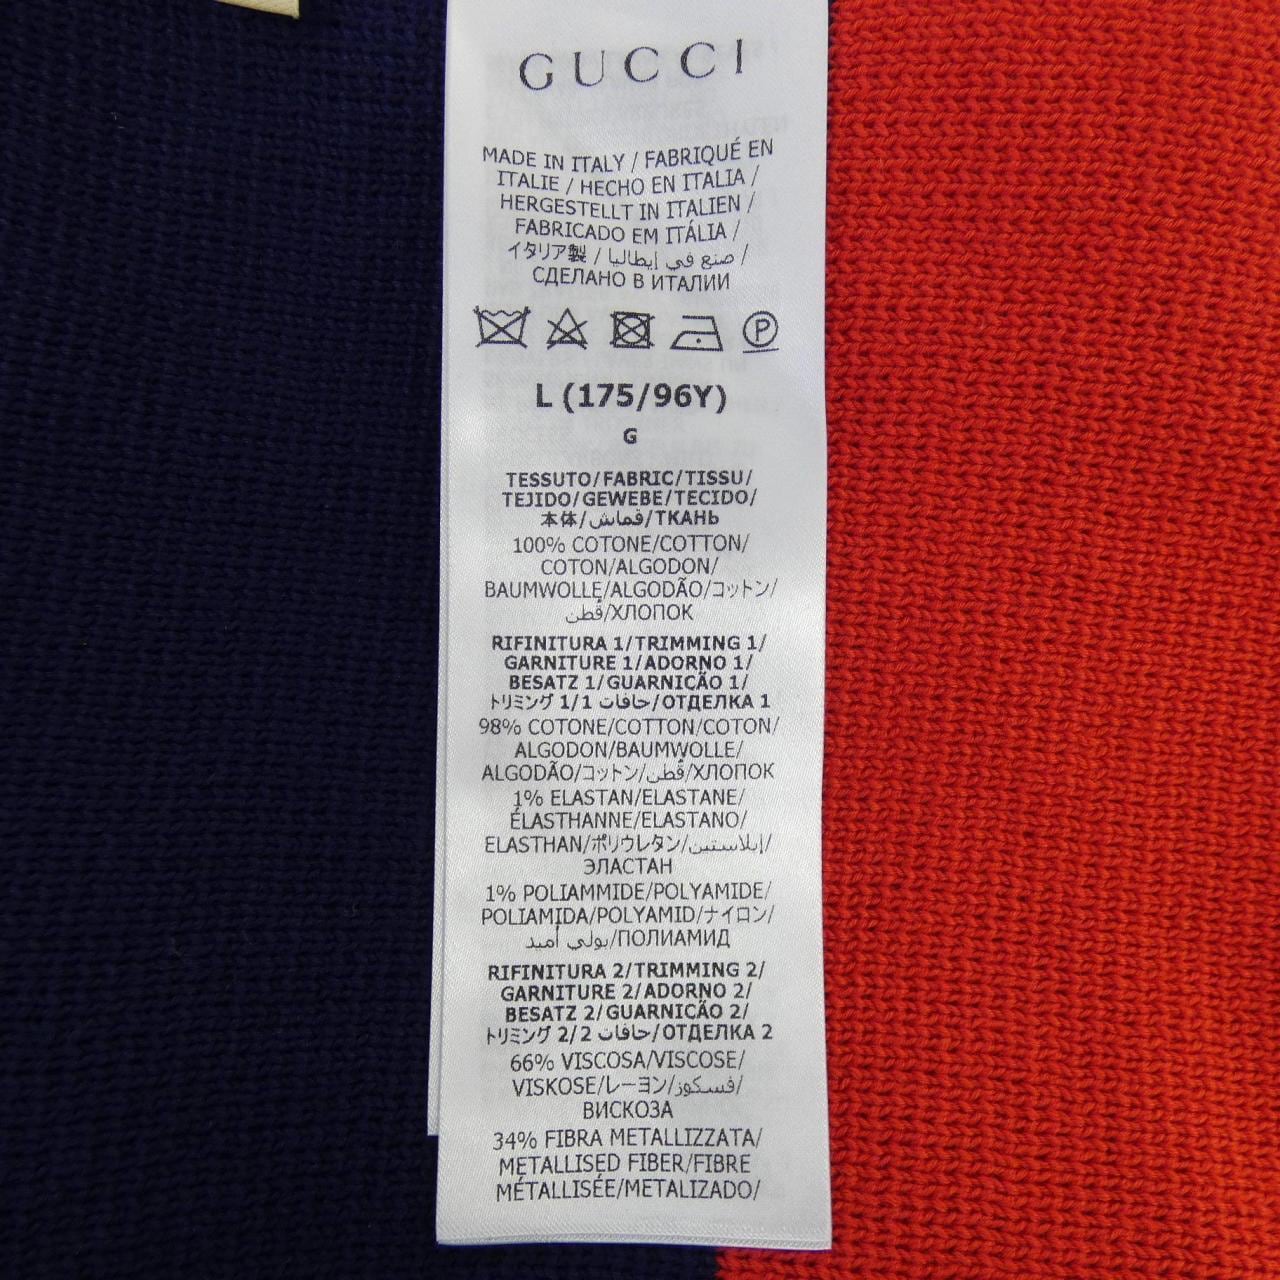 GUCCI
MADE IN ITALY / FABRIQUÉ EN
ITALIE / HECHO EN ITALIA /
HERGESTELLT IN ITALIEN /
FABRICADO EM ITÁLIA /
イタリア製 / صنع في إيطاليا /
СДЕЛАНО В ИТАЛИИ
P
L (175/96Y)
G
TESSUTO/FABRIC/TISSU/
TEJIDO/GEWEBE/TECIDO/
本体/قماش/ТКАНЬ
100% COTONE/COTTON/
COTON/ALGODON/
BAUMWOLLE/ALGODÃO/コットン/
قُطن/ХЛОПОК
RIFINITURA 1/TRIMMING 1/
GARNITURE 1/ADORNO 1/
BESATZ 1/GUARNIÇÃO 1/
トリミング 1/1 حافات/ОТДЕЛКА 1
98% COTONE/COTTON/COTON/
ALGODON/BAUMWOLLE/
ALGODÃO/コットン/قُطن/ХЛОПОК
1% ELASTAN/ELASTANE/
ÉLASTHANNE/ELASTANO/
ELASTHAN/ポリウレタン/إيلاستين/
ЭЛАСТАН
1% POLIAMMIDE/POLYAMIDE/
POLIAMIDA/POLYAMID/ナイロン/
بولي أميد/ПОЛИАМИД
RIFINITURA 2/TRIMMING 2/
GARNITURE 2/ADORNO 2/
BESATZ 2/GUARNIÇÃO 2/
トリミング 2/2 حافات/ОТДЕЛКА 2
66% VISCOSA/VISCOSE/
VISKOSE/レーヨン/فسكوز/
ВИСКОЗА
34% FIBRA METALLIZZATA/
METALLISED FIBER/FIBRE
MÉTALLISÉE/METALIZADO/